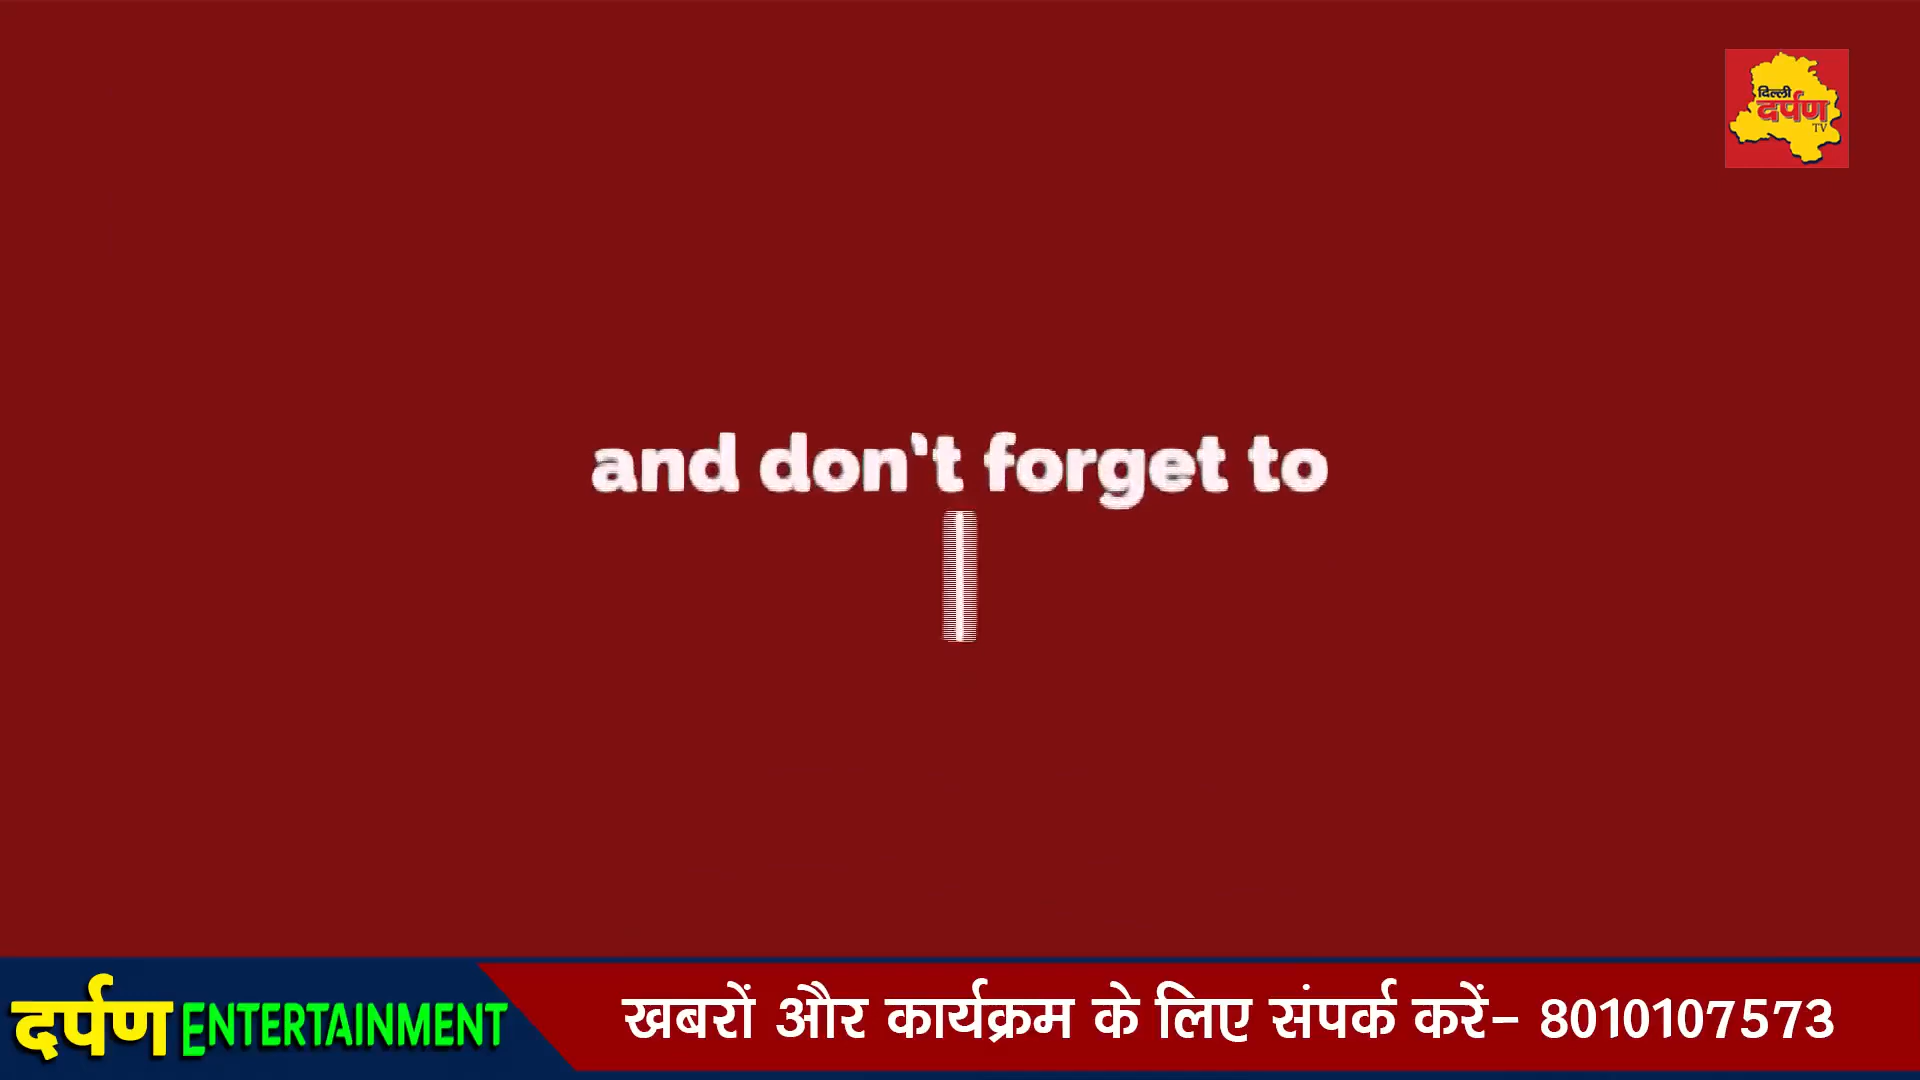 दिल्ली
दर्पण
TV
and don't forget to
दर्पण ENTERTAINMENT
खबरों और कार्यक्रम के लिए संपर्क करें- 8010107573